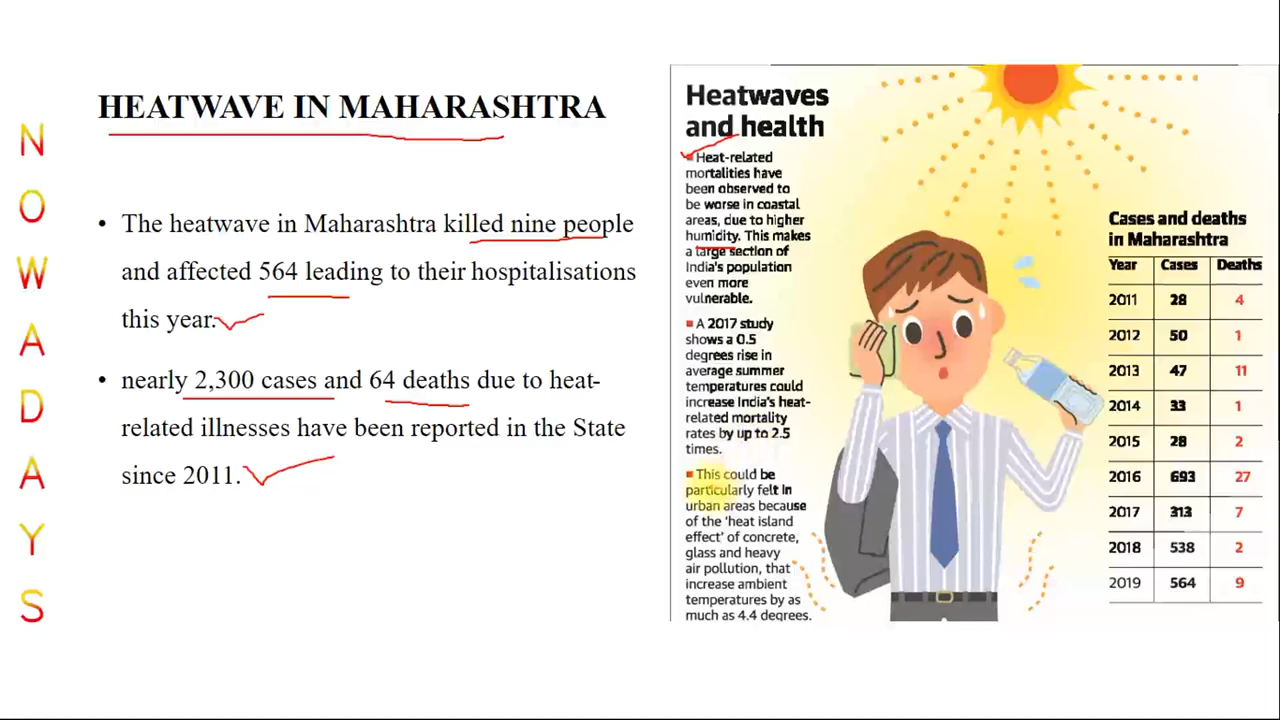 NOWADAYS
HEATWAVE IN MAHARASHTRA
• The heatwave in Maharashtra killed nine people
and affected 564 leading to their hospitalisations
this year.
• nearly 2,300 cases and 64 deaths due to heat-
related illnesses have been reported in the State
since 2011.
Heatwaves
and health
Heat-related
mortalities have
been observed to
be worse in coastal
areas, due to higher
humidity. This makes
a large section of
India's population
even more
vulnerable.
A 2017 study
shows a 0.5
degrees rise in
average summer
temperatures could
increase India's heat-
related mortality
rates by up to 2.5
times.
This could be
particularly felt in
urban areas because
of the 'heat island
effect' of concrete,
glass and heavy
air pollution, that
increase ambient
temperatures by as
much as 4.4 degrees.
Cases and deaths
in Maharashtra
Year Cases Deaths
2011 28 4
2012 50 1
2013 47 11
2014 33 1
2015 28 2
2016 693 27
2017 313 7
2018 538 2
2019 564 9